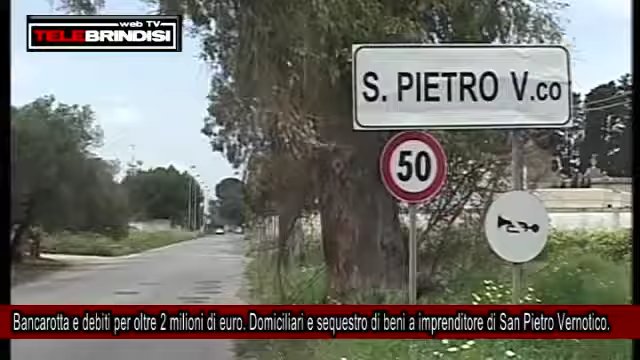 web TV
TELEBRINDISI
S. PIETRO V.CO
50
Bancarotta e debiti per oltre 2 milioni di euro. Domiciliari e sequestro di beni a imprenditore di San Pietro Vernotico.